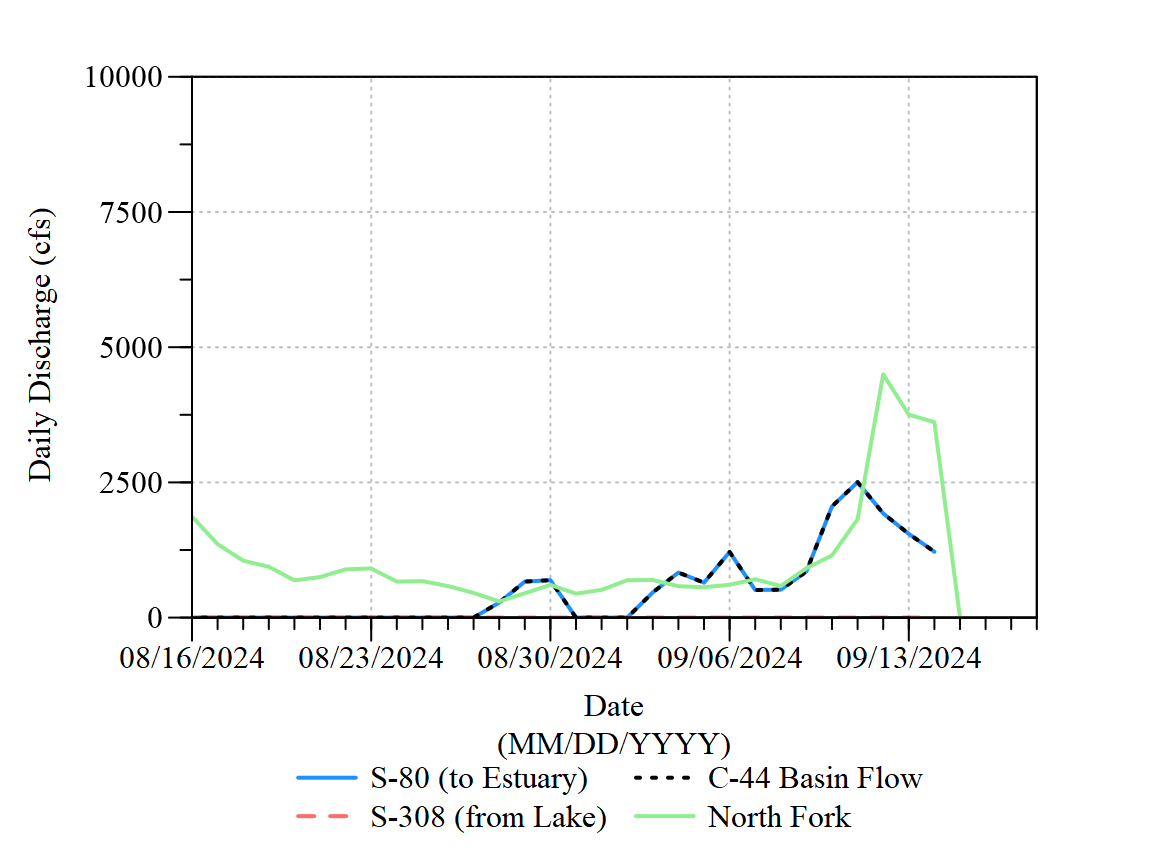 10000
7500
5000
2500
0
Daily Discharge (cfs)
08/16/2024 08/23/2024 08/30/2024 09/06/2024 09/13/2024
Date
(MM/DD/YYYY)
S-80 (to Estuary) C-44 Basin Flow
S-308 (from Lake) North Fork